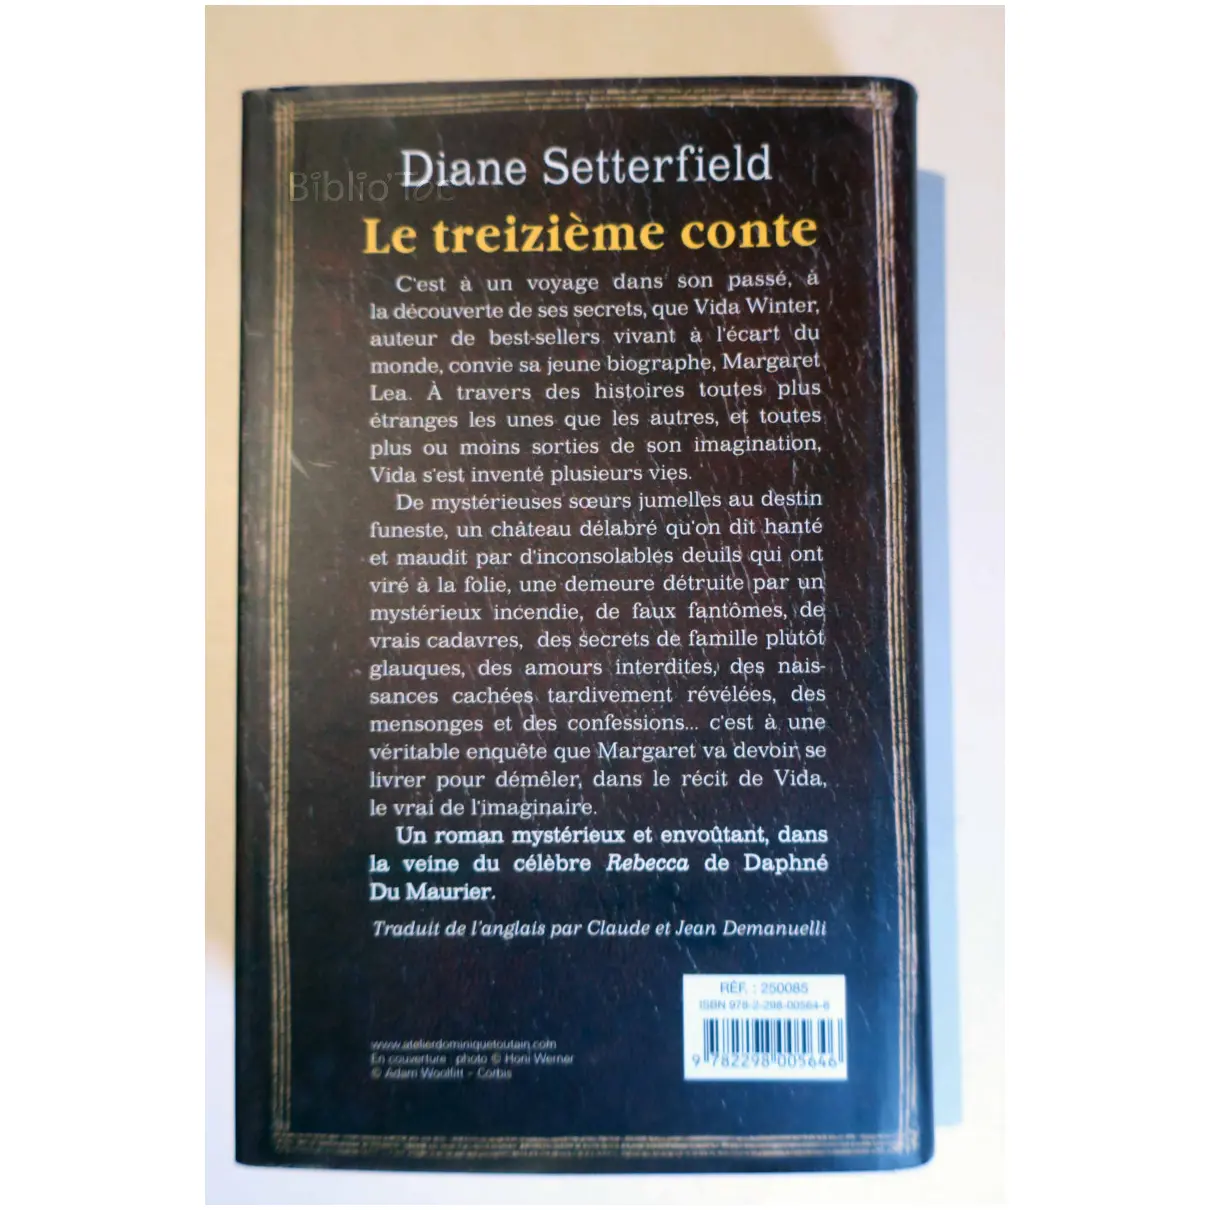 Diane Setterfield
Biblio'Toc
Le treizième conte
C'est à un voyage dans son passé, à
la découverte de ses secrets, que Vida Winter,
auteur de best-sellers vivant à l'écart du
monde, convie sa jeune biographe, Margaret
Lea. À travers des histoires toutes plus
étranges les unes que les autres, et toutes
plus ou moins sorties de son imagination,
Vida s'est inventé plusieurs vies.
De mystérieuses sœurs jumelles au destin
funeste, un château délabré qu'on dit hanté
et maudit par d'inconsolables deuils qui ont
viré à la folie, une demeure détruite par un
mystérieux incendie, de faux fantômes, de
vrais cadavres, des secrets de famille plutôt
glauques, des amours interdites, des nais-
sances cachées tardivement révélées, des
mensonges et des confessions... c'est à une
véritable enquête que Margaret va devoir se
livrer pour démêler, dans le récit de Vida,
le vrai de l'imaginaire.
Un roman mystérieux et envoûtant, dans
la veine du célèbre Rebecca de Daphné
Du Maurier.
Traduit de l'anglais par Claude et Jean Demanuelli
RÉF. : 250085
ISBN 978-2-298-00564-6
9 782298 005646
www.atelierdominiquetoutain.com
En couverture : photo © Honi Werner
© Adam Woolfitt - Corbis